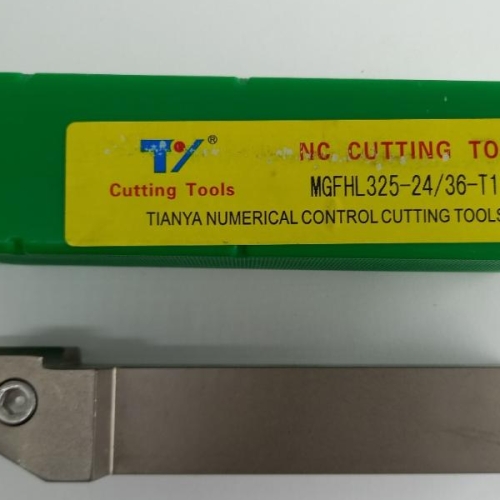 TY®
NC CUTTING TO
Cutting Tools
MGFHL325-24/36-T1
TIANYA NUMERICAL CONTROL CUTTING TOOLS